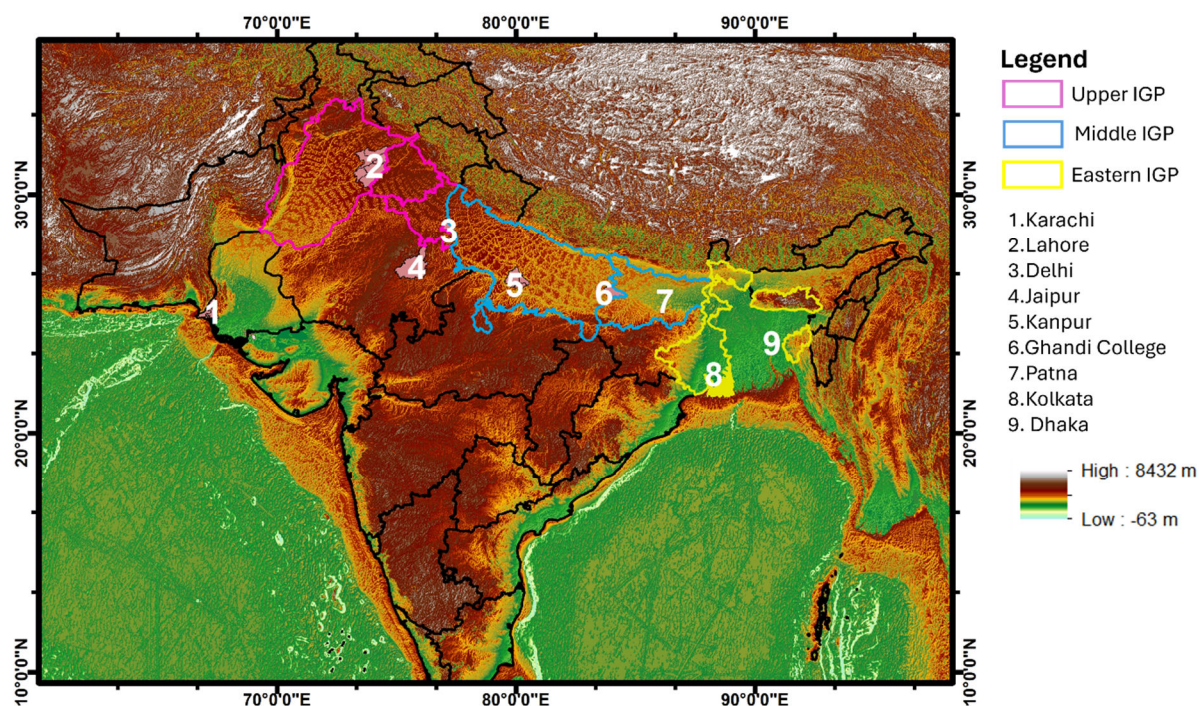 70°0'0"N 80°0'0"N 90°0'0"N
Legend
Upper IGP
Middle IGP
Eastern IGP
1.Karachi
2.Lahore
3.Delhi
4.Jaipur
5.Kanpur
6.Ghandi College
7.Patna
8.Kolkata
9. Dhaka
High : 8432 m
Low : -63 m
30°0'0"N
20°0'0"N
10°0'0"N
30°0'0"N
20°0'0"N
10°0'0"N
1
2
3
4
5
6
7
8
9
70°0'0"N 80°0'0"N 90°0'0"N